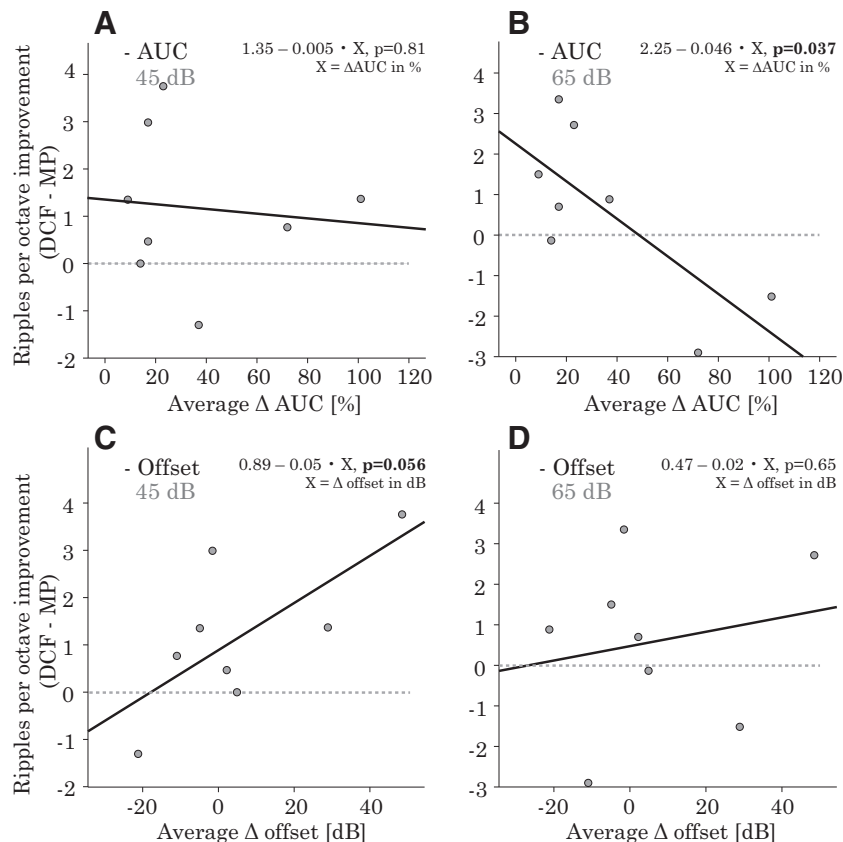 A
- AUC
45 dB
1.35 – 0.005 • X, p=0.81
X = ΔAUC in %
Ripples per octave improvement
(DCF - MP)
4
3
2
1
0
-1
-2
0 20 40 60 80 100 120
Average Δ AUC [%]
B
- AUC
65 dB
2.25 – 0.046 • X, p=0.037
X = ΔAUC in %
4
3
2
1
0
-1
-2
-3
0 20 40 60 80 100 120
Average Δ AUC [%]
C
- Offset
45 dB
0.89 – 0.05 • X, p=0.056
X = Δ offset in dB
Ripples per octave improvement
(DCF - MP)
4
3
2
1
0
-1
-2
-20 0 20 40
Average Δ offset [dB]
D
- Offset
65 dB
0.47 – 0.02 • X, p=0.65
X = Δ offset in dB
4
3
2
1
0
-1
-2
-3
-20 0 20 40
Average Δ offset [dB]